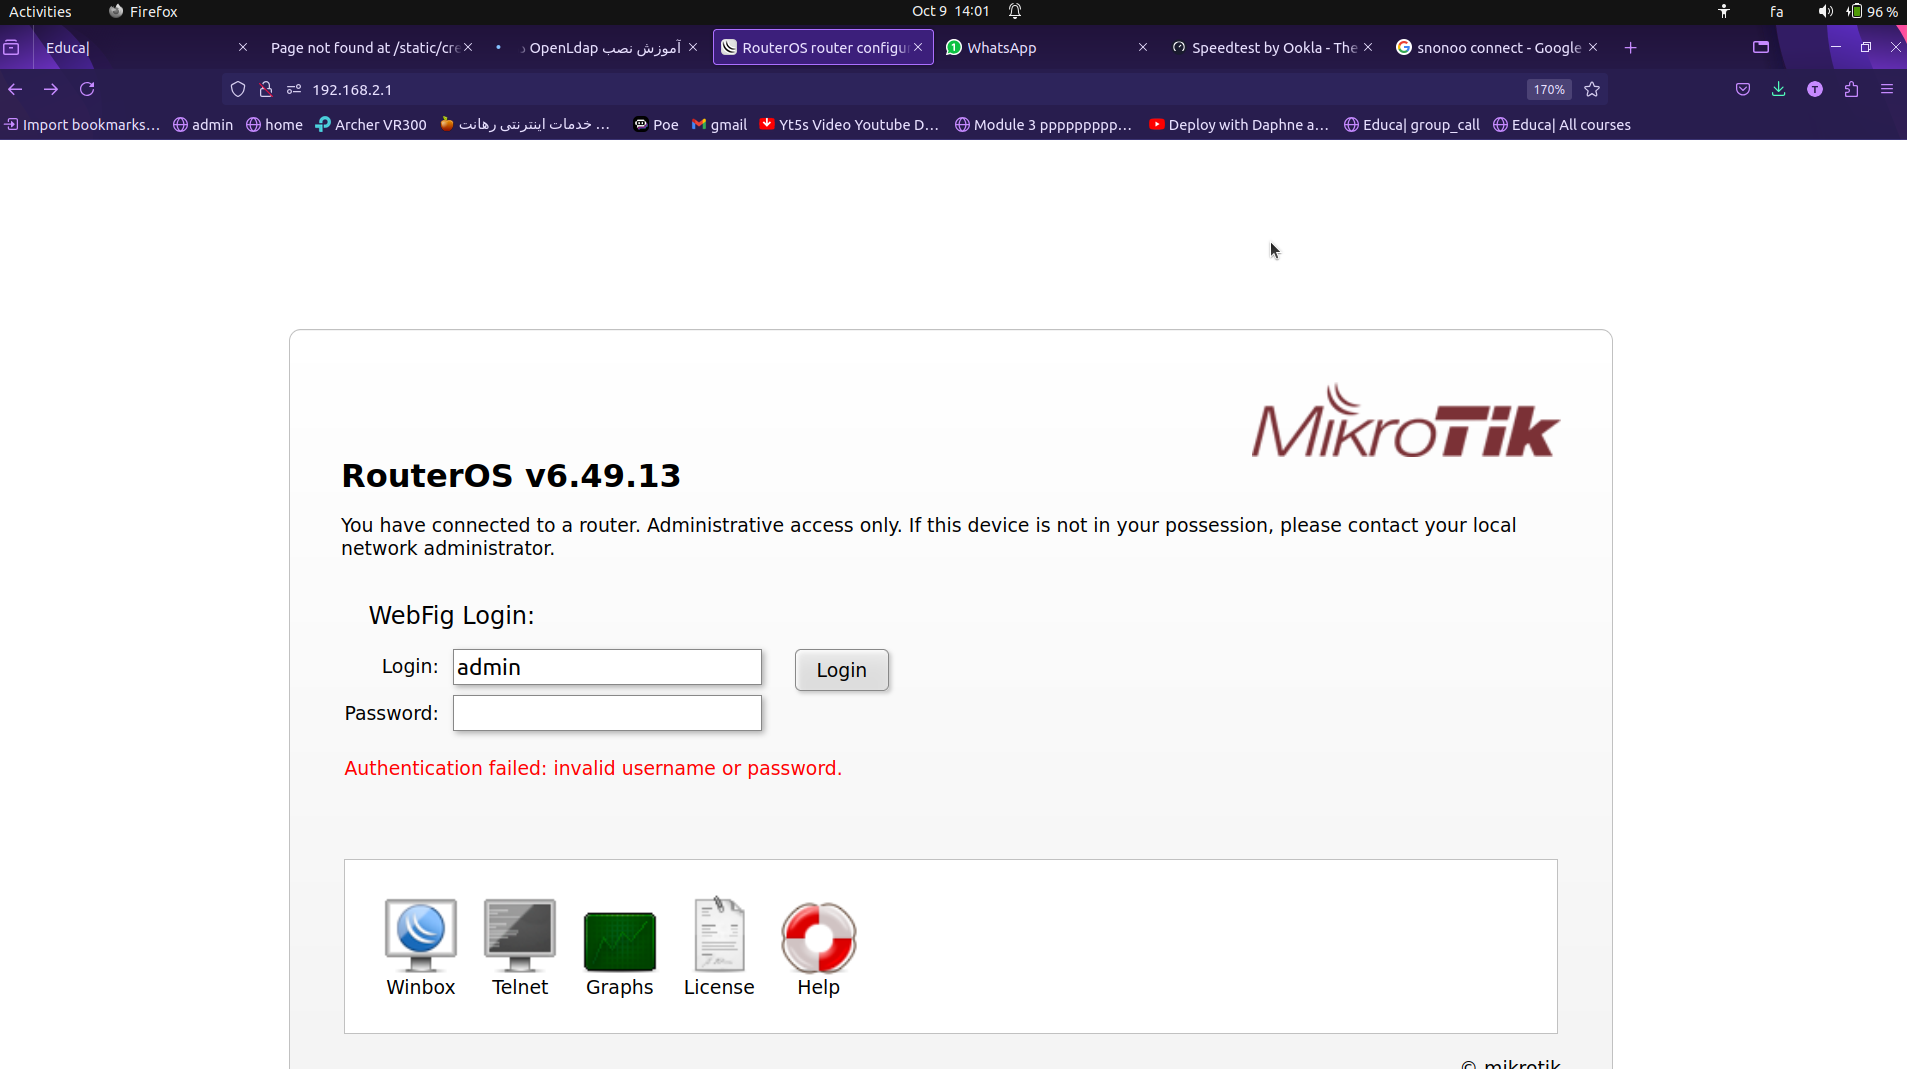 Activities
Firefox
Oct 9 14:01
fa
96 %
Educa|
Page not found at /static/cre
آموزش نصب OpenLdap د
RouterOS router configur
WhatsApp
Speedtest by Ookla - The
snonoo connect - Google
192.168.2.1
170%
T
Import bookmarks...
admin
home
Archer VR300
خدمات اینترنتی رهانت ...
Poe
gmail
Yt5s Video Youtube D...
Module 3 ppppppppp...
Deploy with Daphne a...
Educa| group_call
Educa| All courses
MikroTik
RouterOS v6.49.13
You have connected to a router. Administrative access only. If this device is not in your possession, please contact your local
network administrator.
WebFig Login:
Login:
admin
Login
Password:
Authentication failed: invalid username or password.
Winbox
Telnet
Graphs
License
Help
© mikrotik